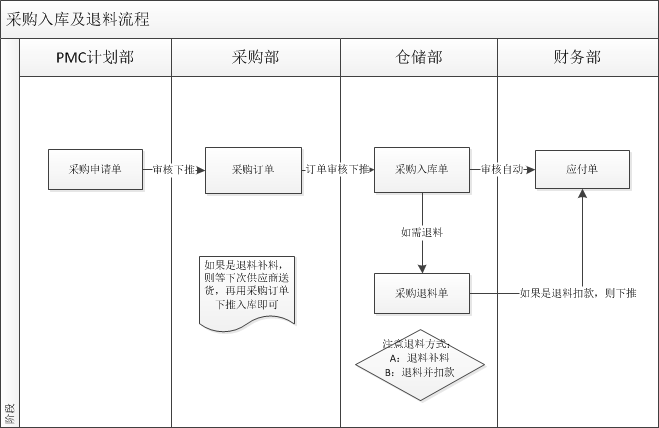 采购入库及退料流程
PMC计划部
采购部
仓储部
财务部
采购申请单
审核下推
采购订单
订单审核下推
采购入库单
审核自动
应付单
如需退料
如果是退料补料，
则等下次供应商送
货，再用采购订单
下推入库即可
采购退料单
如果是退料扣款，则下推
注意退料方式：
A：退料补料
B：退料并扣款
阶段